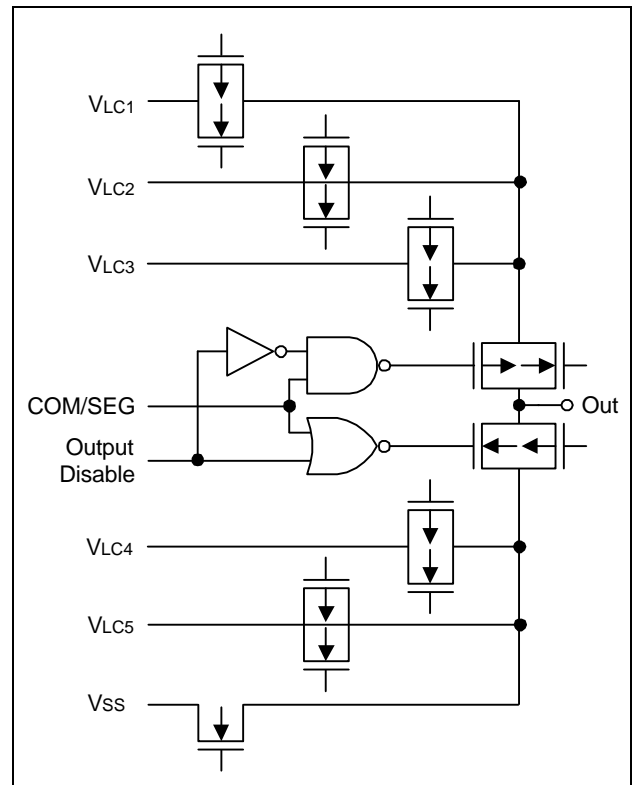 VLC1
VLC2
VLC3
COM/SEG
Out
Output
Disable
VLC4
VLC5
VSS